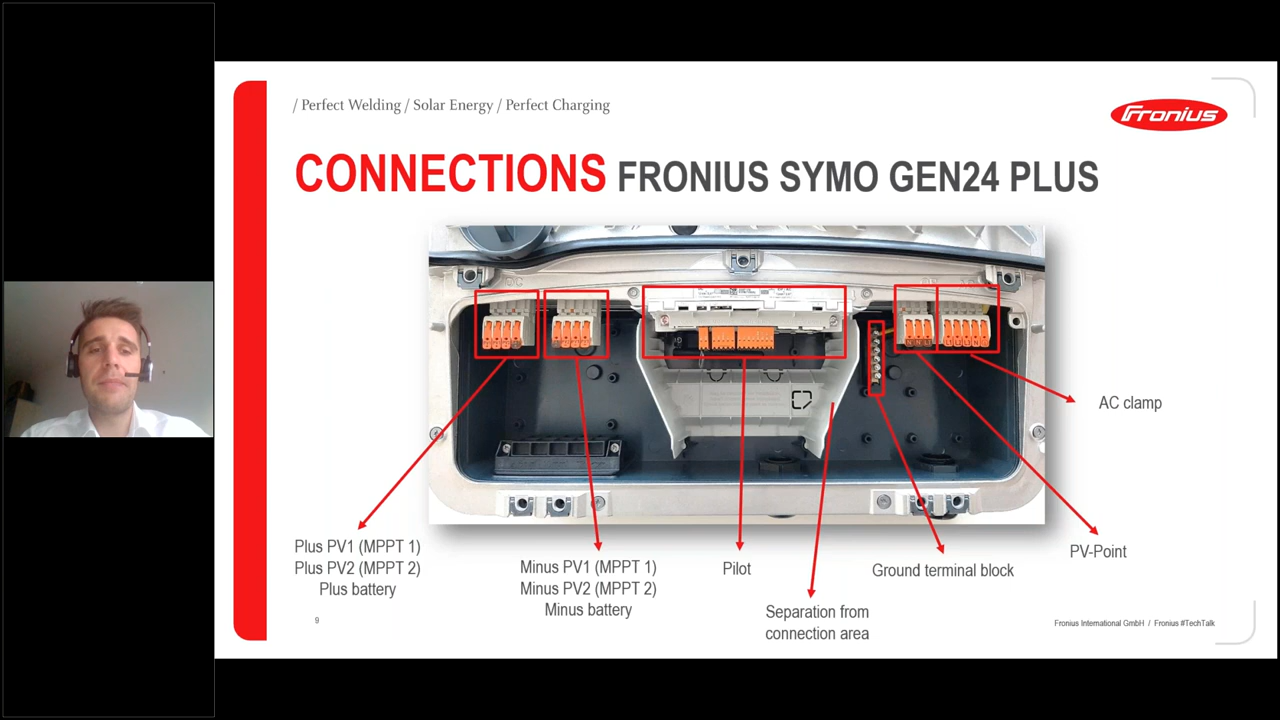 / Perfect Welding / Solar Energy / Perfect Charging
Fronius
CONNECTIONS FRONIUS SYMO GEN24 PLUS
AC clamp
Plus PV1 (MPPT 1)
Plus PV2 (MPPT 2)
Plus battery
Minus PV1 (MPPT 1)
Minus PV2 (MPPT 2)
Minus battery
Pilot
Separation from
connection area
Ground terminal block
PV-Point
9
Fronius International GmbH / Fronius #TechTalk